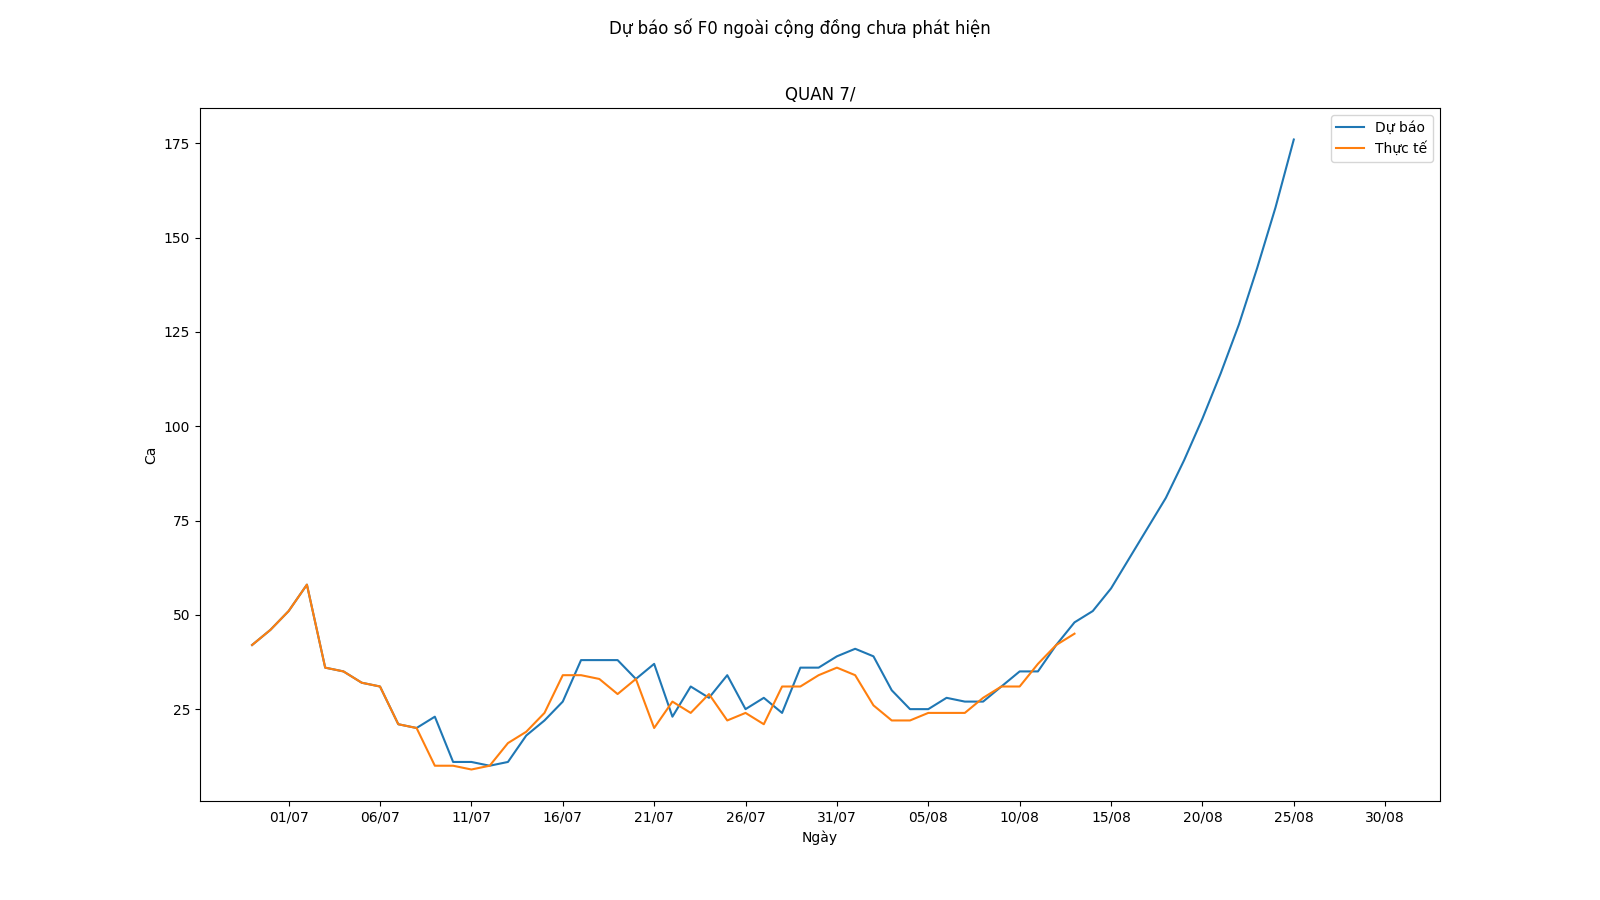 Dự báo số F0 ngoài cộng đồng chưa phát hiện
QUAN 7/
Dự báo
Thực tế
175
150
125
100
75
50
25
Ca
01/07 06/07 11/07 16/07 21/07 26/07 31/07 05/08 10/08 15/08 20/08 25/08 30/08
Ngày